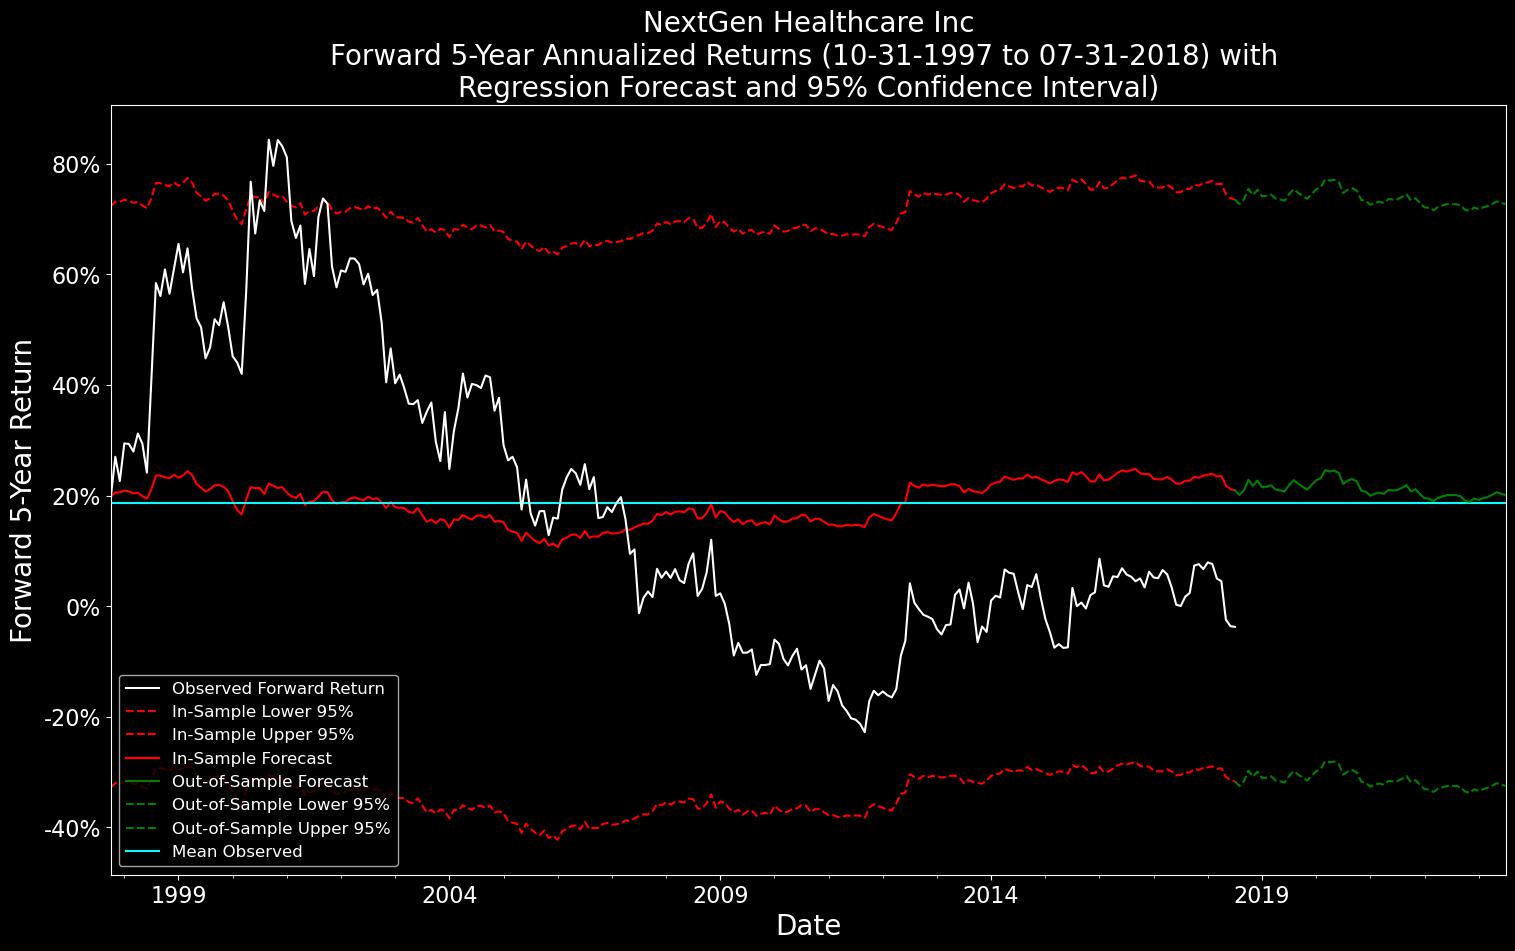 NextGen Healthcare Inc
Forward 5-Year Annualized Returns (10-31-1997 to 07-31-2018) with
Regression Forecast and 95% Confidence Interval)
Forward 5-Year Return
80%
60%
40%
20%
0%
-20%
-40%
Observed Forward Return
In-Sample Lower 95%
In-Sample Upper 95%
In-Sample Forecast
Out-of-Sample Forecast
Out-of-Sample Lower 95%
Out-of-Sample Upper 95%
Mean Observed
1999 2004 2009 2014 2019
Date